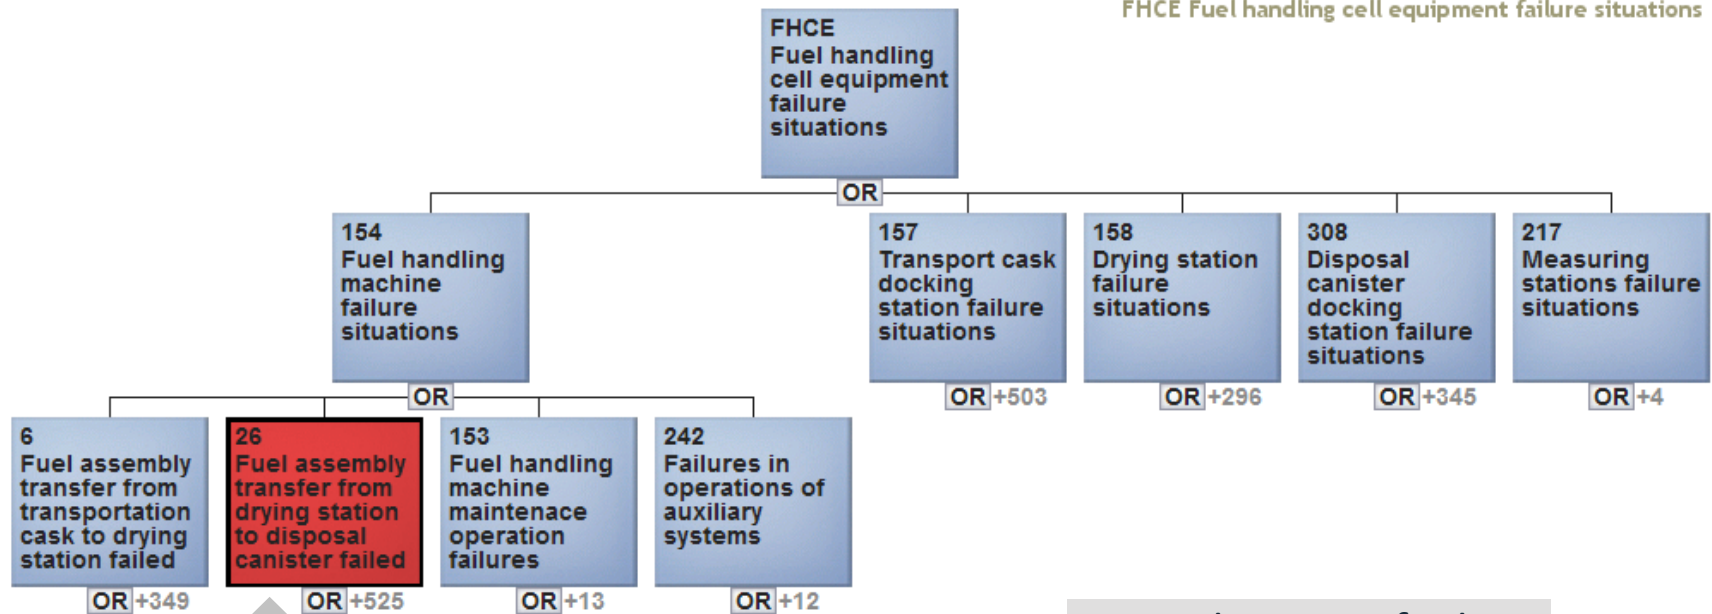 FHCE Fuel handling cell equipment failure situations
FHCE
Fuel handling
cell equipment
failure
situations
OR
154
Fuel handling
machine
failure
situations
OR
157
Transport cask
docking
station failure
situations
OR +503
158
Drying station
failure
situations
OR +296
308
Disposal
canister
docking
station failure
situations
OR +345
217
Measuring
stations failure
situations
OR +4
6
Fuel assembly
transfer from
transportation
cask to drying
station failed
OR +349
26
Fuel assembly
transfer from
drying station
to disposal
canister failed
OR +525
153
Fuel handling
machine
maintenace
operation
failures
OR +13
242
Failures in
operations of
auxiliary
systems
OR +12